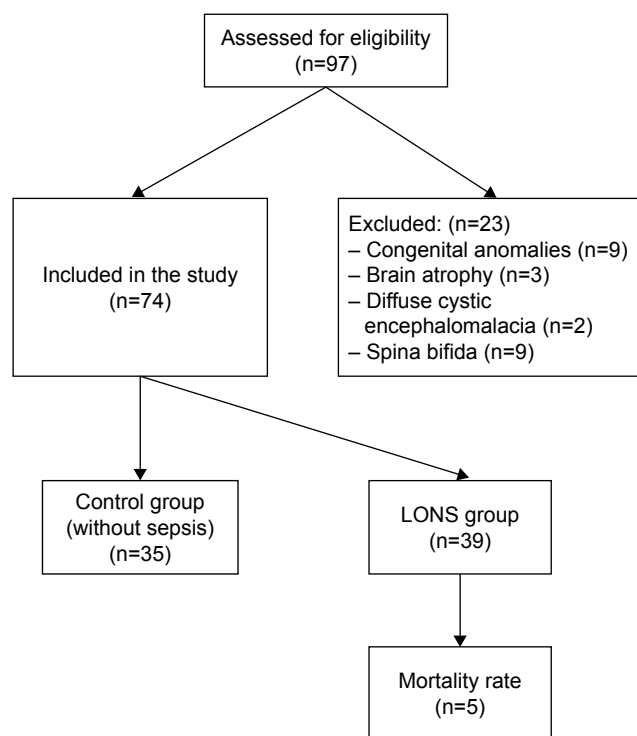 Assessed for eligibility
(n=97)
Included in the study
(n=74)
Excluded: (n=23)
– Congenital anomalies (n=9)
– Brain atrophy (n=3)
– Diffuse cystic
encephalomalacia (n=2)
– Spina bifida (n=9)
Control group
(without sepsis)
(n=35)
LONS group
(n=39)
Mortality rate
(n=5)